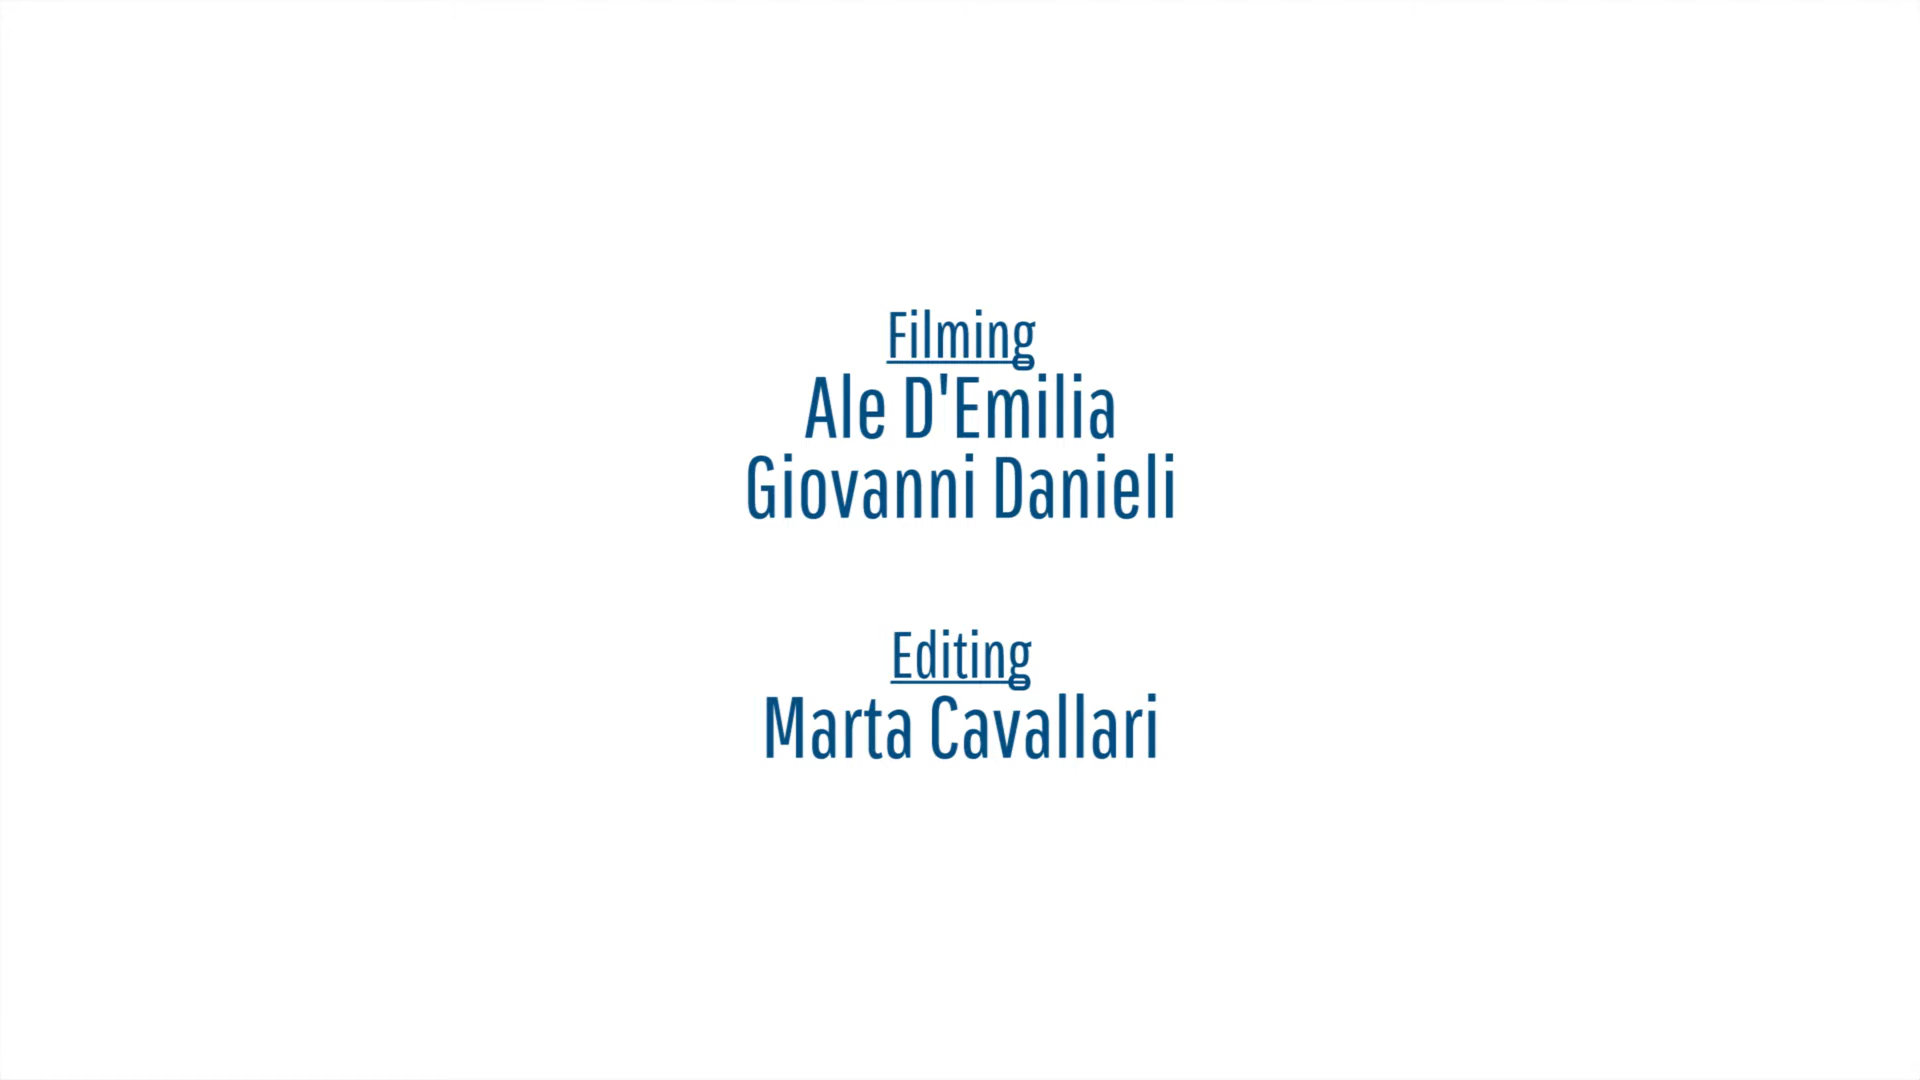 Filming
Ale D'Emilia
Giovanni Danieli
Editing
Marta Cavallari